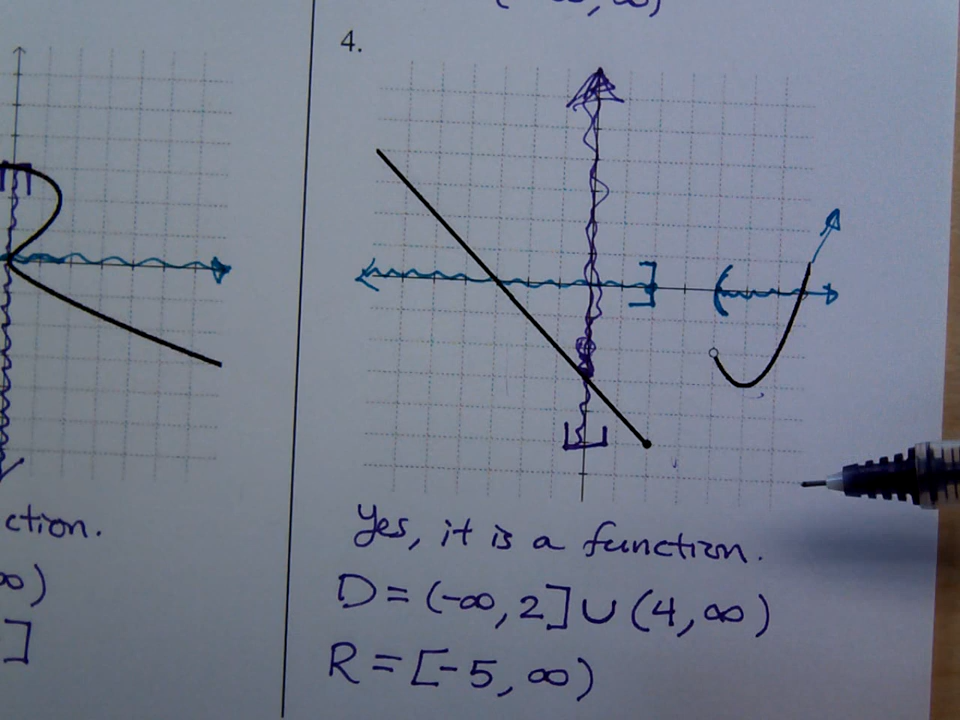 (-∞, ∞)
4.
ction.
∞)
]
Yes, it is a function.
D = (-∞, 2] ∪ (4, ∞)
R = [-5, ∞)